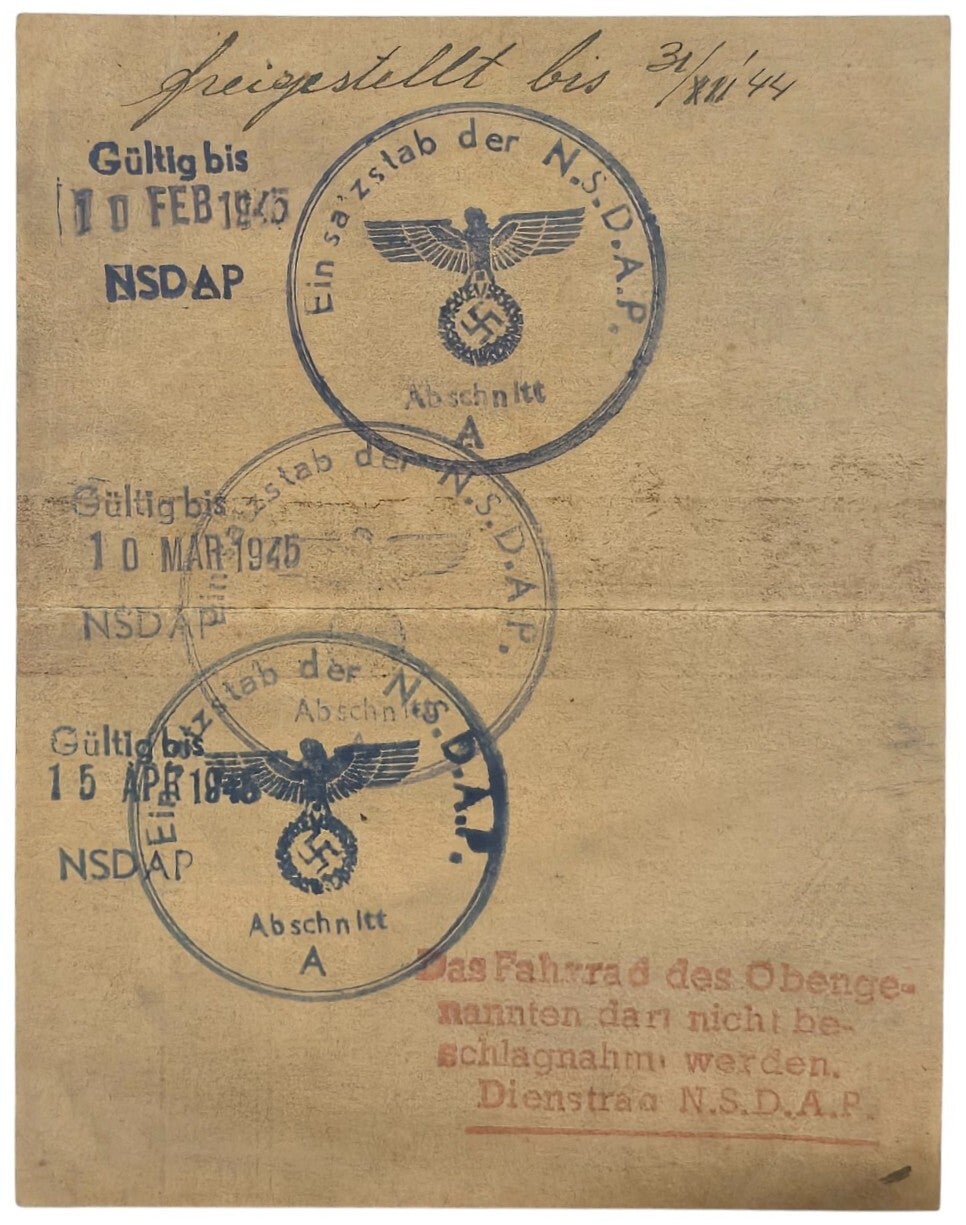 freigestellt bis 31/XII 44
Gültig bis
10 FEB 1945
NSDAP
Einsatzstab der N.S.D.A.P.
Abschnitt
A
Gültig bis
10 MAR 1945
NSDAP
Einsatzstab der N.S.D.A.P.
Abschnitt
A
Gültig bis
15 APR 1945
NSDAP
Einsatzstab der N.S.D.A.P.
Abschnitt
A
Das Fahrrad des Obenge-
nannten darf nicht be-
schlagnahmt werden.
Dienstrad N.S.D.A.P.